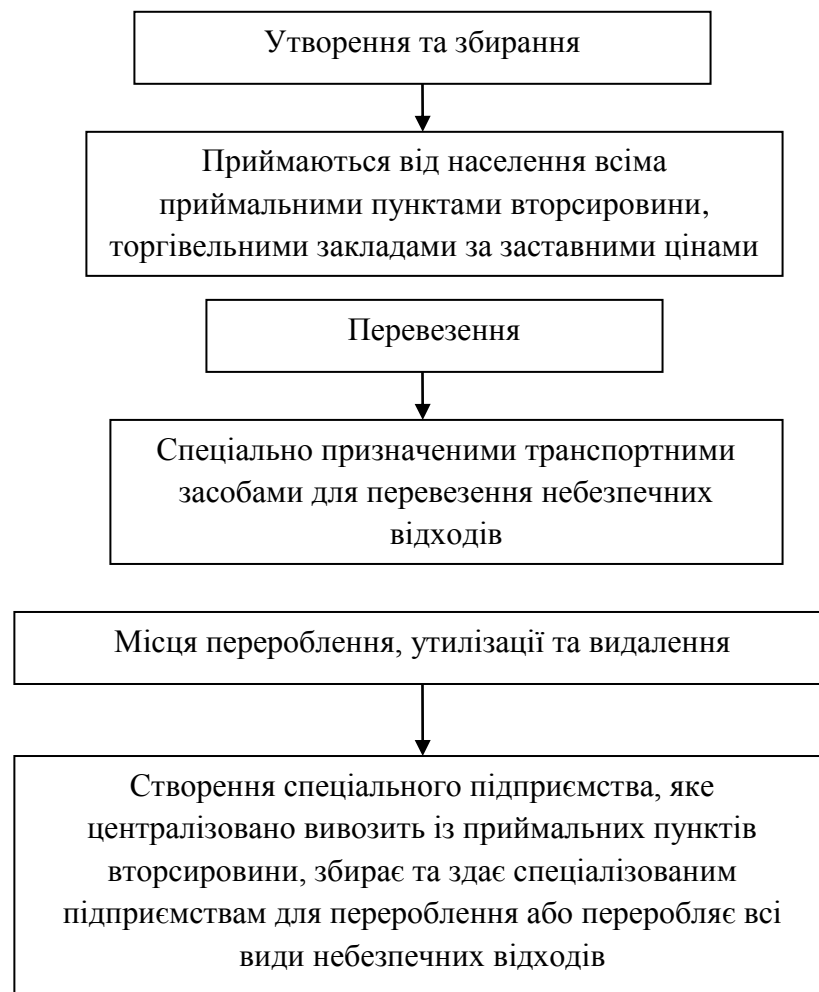 Утворення та збирання
Приймаються від населення всіма
приймальними пунктами вторсировини,
торгівельними закладами за заставними цінами
Перевезення
Спеціально призначеними транспортними
засобами для перевезення небезпечних
відходів
Місця перероблення, утилізації та видалення
Створення спеціального підприємства, яке
централізовано вивозить із приймальних пунктів
вторсировини, збирає та здає спеціалізованим
підприємствам для перероблення або переробляє всі
види небезпечних відходів